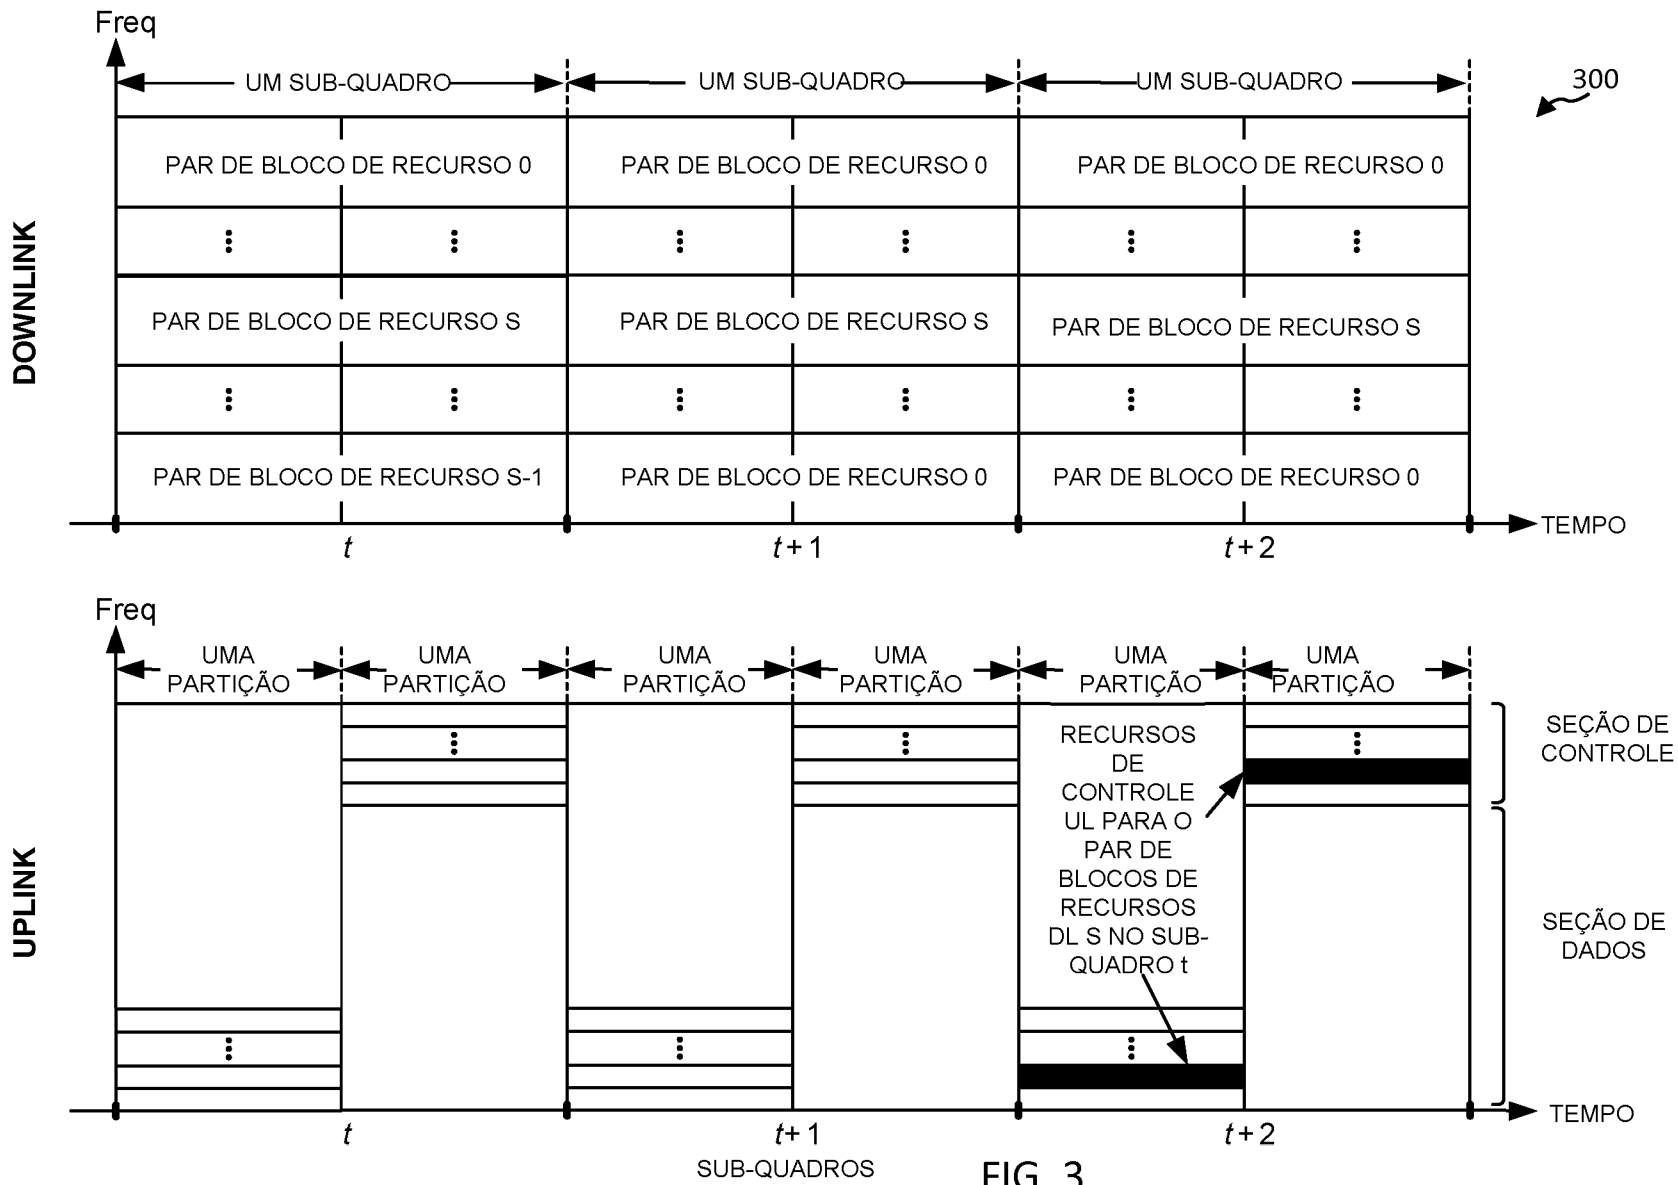 Freq
UM SUB-QUADRO
UM SUB-QUADRO
UM SUB-QUADRO
300
DOWNLINK
PAR DE BLOCO DE RECURSO 0
PAR DE BLOCO DE RECURSO 0
PAR DE BLOCO DE RECURSO 0
PAR DE BLOCO DE RECURSO S
PAR DE BLOCO DE RECURSO S
PAR DE BLOCO DE RECURSO S
PAR DE BLOCO DE RECURSO S-1
PAR DE BLOCO DE RECURSO 0
PAR DE BLOCO DE RECURSO 0
TEMPO
t
t + 1
t + 2
Freq
UMA
PARTIÇÃO
UMA
PARTIÇÃO
UMA
PARTIÇÃO
UMA
PARTIÇÃO
UMA
PARTIÇÃO
UMA
PARTIÇÃO
UPLINK
RECURSOS
DE
CONTROLE
UL PARA O
PAR DE
BLOCOS DE
RECURSOS
DL S NO SUB-
QUADRO t
SEÇÃO DE
CONTROLE
SEÇÃO DE
DADOS
TEMPO
t
t + 1
t + 2
SUB-QUADROS
FIG. 3